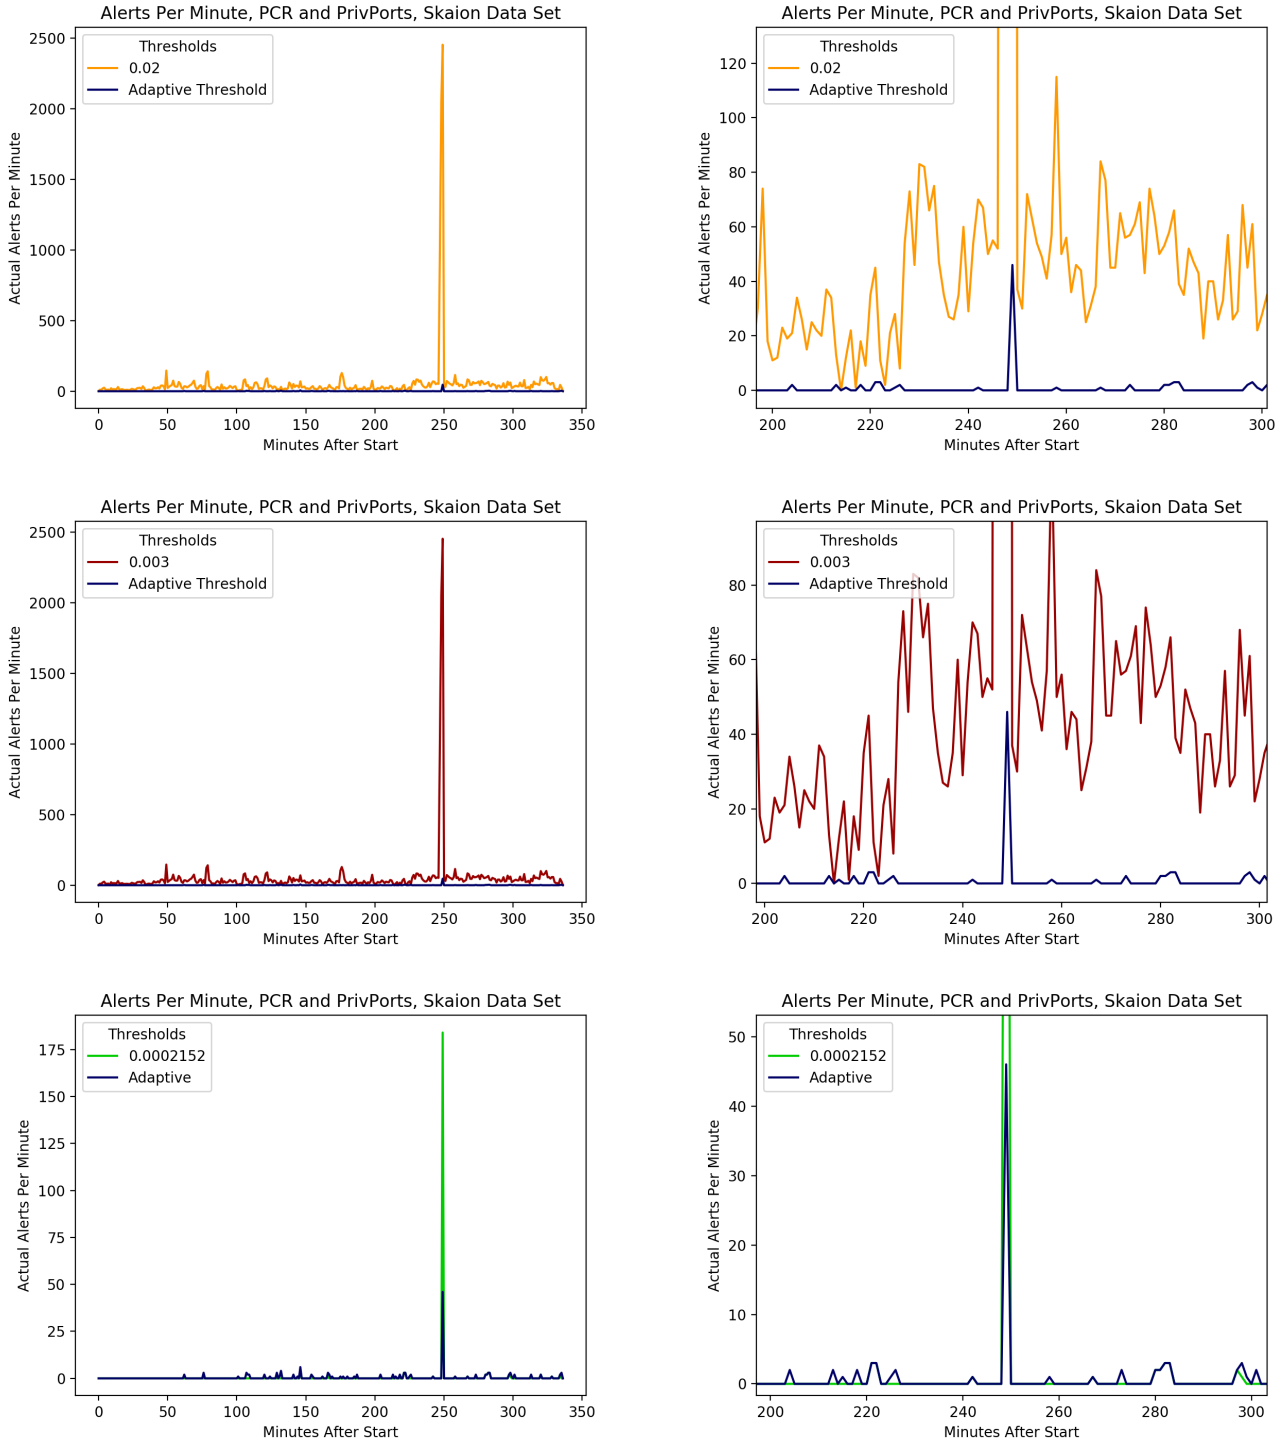 Alerts Per Minute, PCR and PrivPorts, Skaion Data Set
2500
2000
1500
1000
500
0
Actual Alerts Per Minute
Thresholds
0.02
Adaptive Threshold
0 50 100 150 200 250 300 350
Minutes After Start
Alerts Per Minute, PCR and PrivPorts, Skaion Data Set
120
100
80
60
40
20
0
Actual Alerts Per Minute
Thresholds
0.02
Adaptive Threshold
200 220 240 260 280 300
Minutes After Start
Alerts Per Minute, PCR and PrivPorts, Skaion Data Set
2500
2000
1500
1000
500
0
Actual Alerts Per Minute
Thresholds
0.003
Adaptive Threshold
0 50 100 150 200 250 300 350
Minutes After Start
Alerts Per Minute, PCR and PrivPorts, Skaion Data Set
80
60
40
20
0
Actual Alerts Per Minute
Thresholds
0.003
Adaptive Threshold
200 220 240 260 280 300
Minutes After Start
Alerts Per Minute, PCR and PrivPorts, Skaion Data Set
175
150
125
100
75
50
25
0
Actual Alerts Per Minute
Thresholds
0.0002152
Adaptive
0 50 100 150 200 250 300 350
Minutes After Start
Alerts Per Minute, PCR and PrivPorts, Skaion Data Set
50
40
30
20
10
0
Actual Alerts Per Minute
Thresholds
0.0002152
Adaptive
200 220 240 260 280 300
Minutes After Start